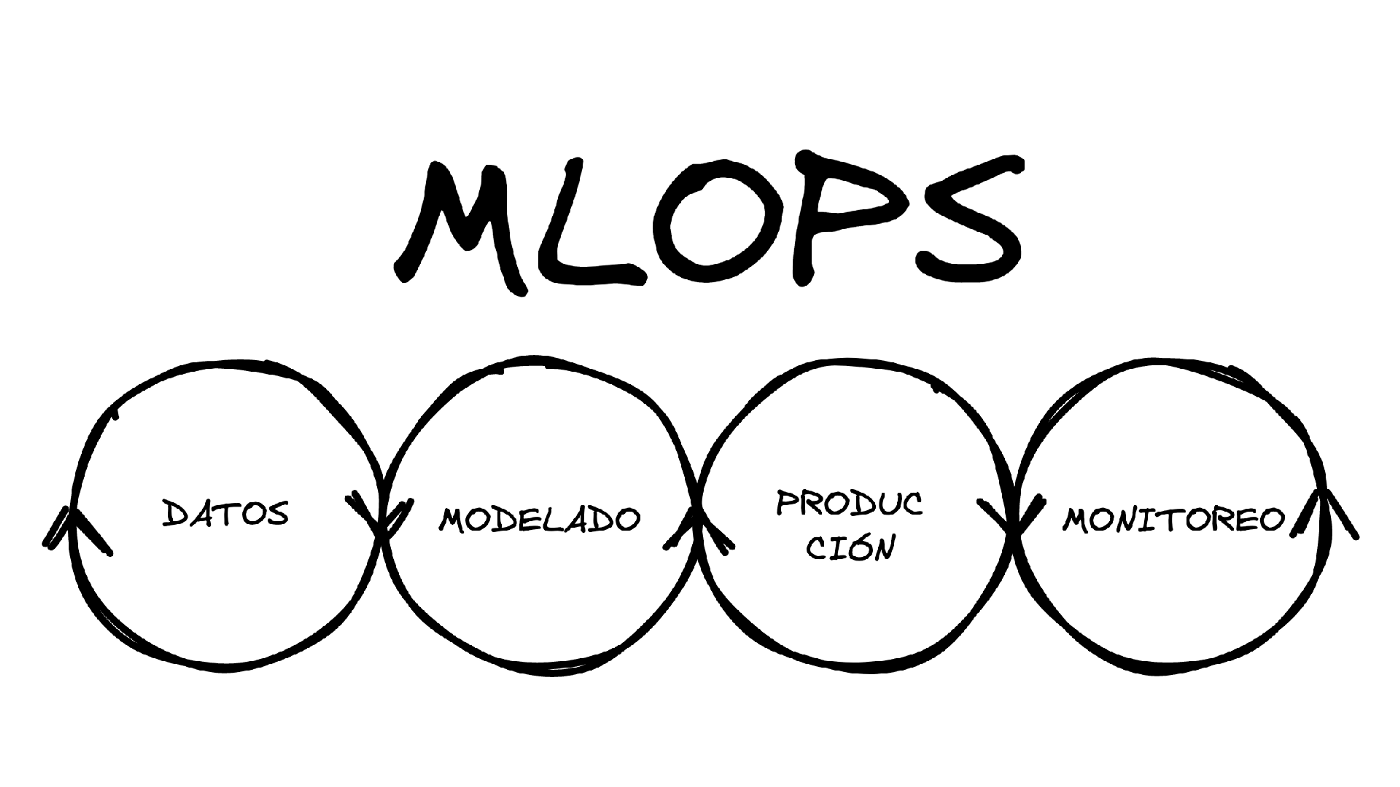 MLOPS
DATOS
MODELADO
PRODUC
CIÓN
MONITOREO